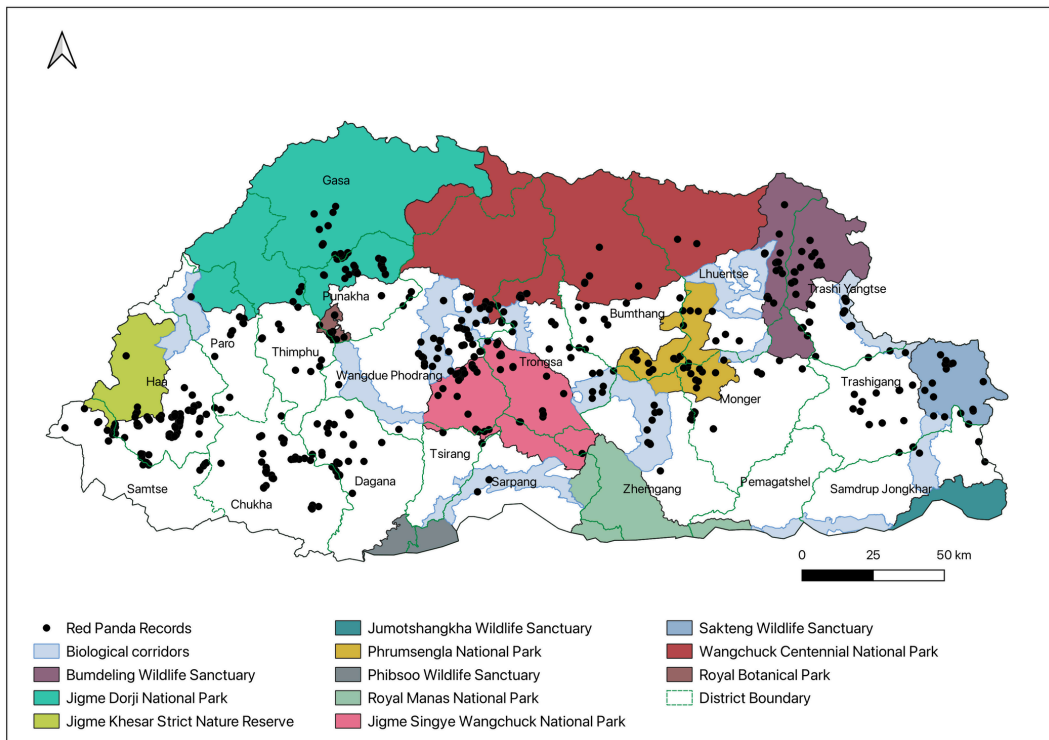 Gasa
Punakha
Lhuentse
Trashi Yangtse
Bumthang
Paro
Thimphu
Trongsa
Wangdue Phodrang
Haa
Trashigang
Monger
Tsirang
Dagana
Sarpang
Zhemgang
Pemagatshel
Samdrup Jongkhar
Samtse
Chukha
0 25 50 km
Red Panda Records
Biological corridors
Bumdeling Wildlife Sanctuary
Jigme Dorji National Park
Jigme Khesar Strict Nature Reserve
Jumotshangkha Wildlife Sanctuary
Phrumsengla National Park
Phibsoo Wildlife Sanctuary
Royal Manas National Park
Jigme Singye Wangchuck National Park
Sakteng Wildlife Sanctuary
Wangchuck Centennial National Park
Royal Botanical Park
District Boundary